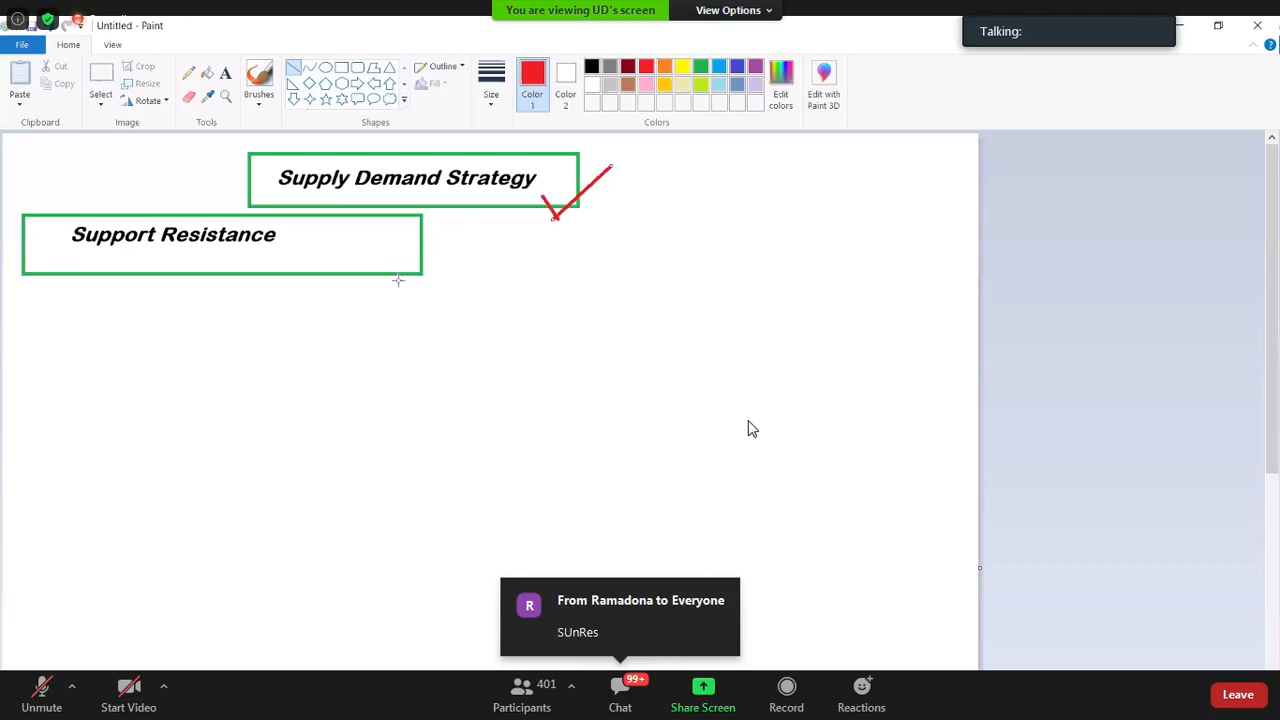 You are viewing UD's screen
View Options
Untitled - Paint
Talking:
File
Home
View
Paste
Cut
Copy
Clipboard
Select
Crop
Resize
Rotate
Image
A
Tools
Brushes
Outline
Fill
Shapes
Size
Color
1
Color
2
Edit
colors
Edit with
Paint 3D
Colors
Supply Demand Strategy
Support Resistance
R
From Ramadona to Everyone
SUnRes
Unmute
Start Video
401
Participants
99+
Chat
Share Screen
Record
Reactions
Leave